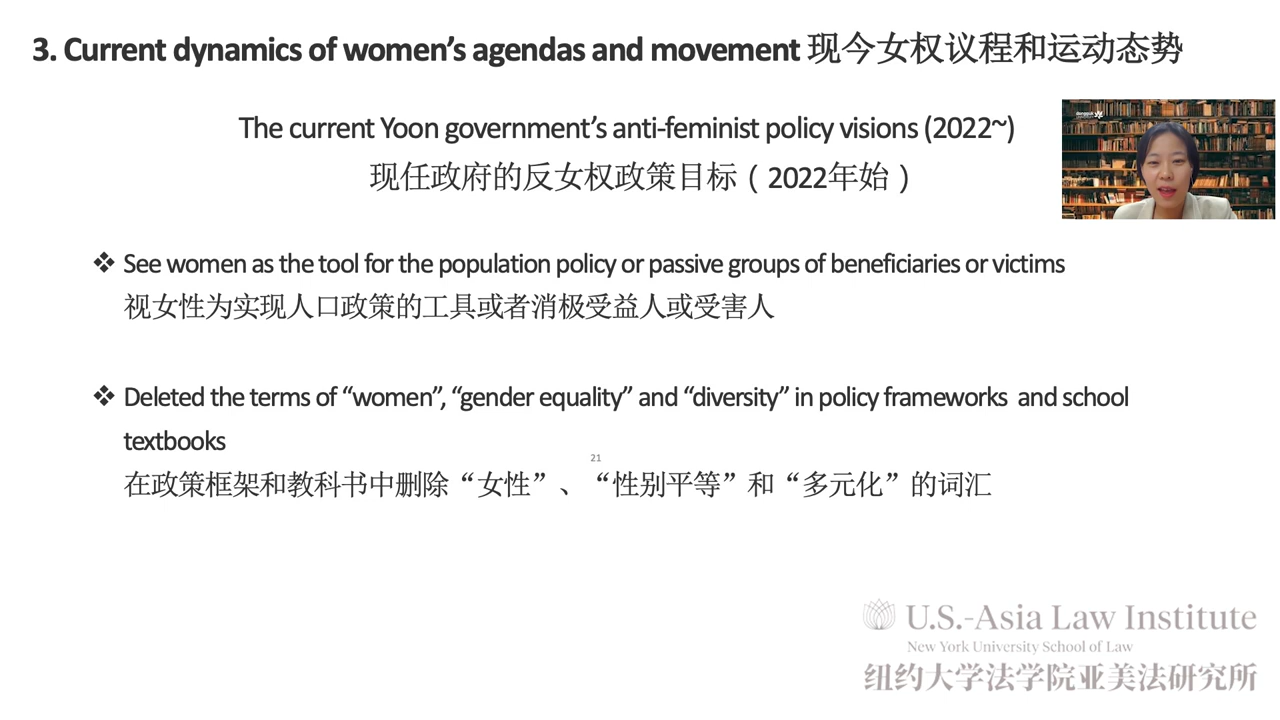 3. Current dynamics of women’s agendas and movement 现今女权议程和运动态势
The current Yoon government’s anti-feminist policy visions (2022~)
现任政府的反女权政策目标（2022年始）
❖ See women as the tool for the population policy or passive groups of beneficiaries or victims
视女性为实现人口政策的工具或者消极受益人或受害人
❖ Deleted the terms of “women”, “gender equality” and “diversity” in policy frameworks and school
textbooks
21
在政策框架和教科书中删除“女性”、“性别平等”和“多元化”的词汇
U.S.-Asia Law Institute
New York University School of Law
纽约大学法学院亚美法研究所